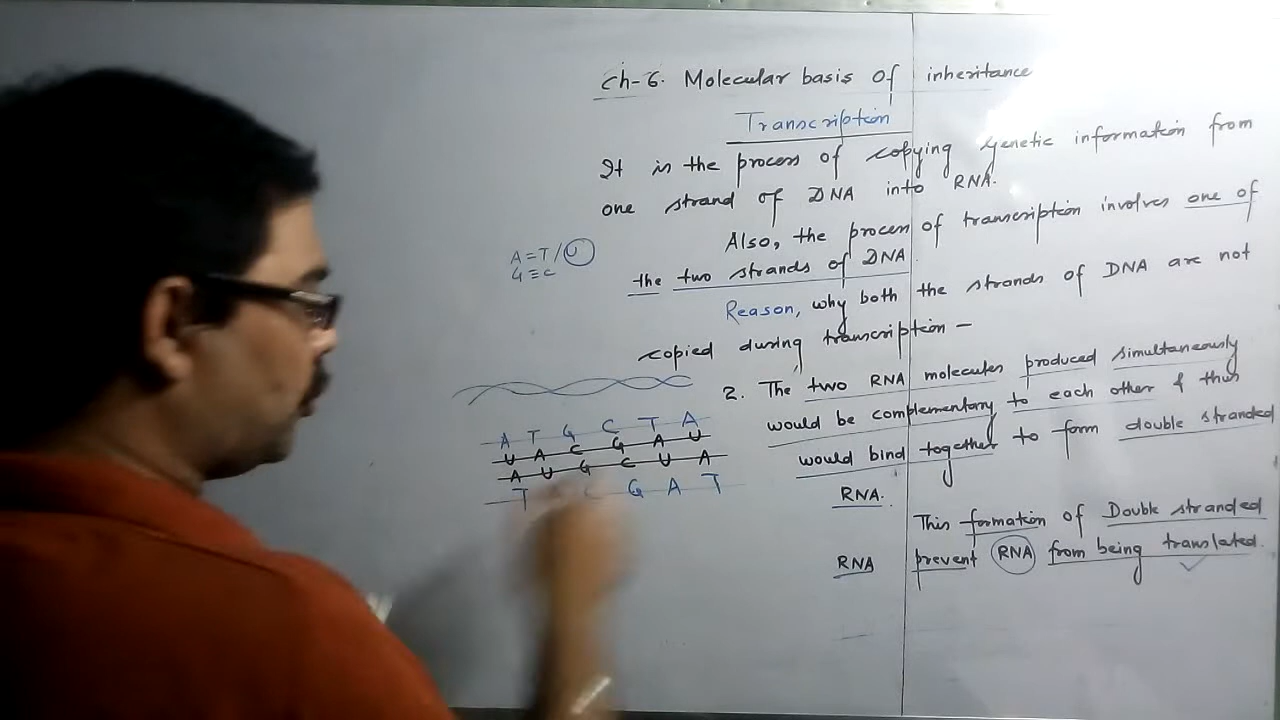 Ch-6. Molecular basis of inheritance
Transcription
It is the process of copying genetic information from
one strand of DNA into RNA.
Also, the process of transcription involves one of
the two strands of DNA
Reason, why both the strands of DNA are not
copied during transcription –
2. The two RNA molecules produced simultaneously
would be complementary to each other & thus
would bind together to form double stranded
RNA.
This formation of Double stranded
RNA prevent RNA from being translated.
A=T/U
G≡C
A T G C T A
U A C G A U
A U G C U A
T C G A T